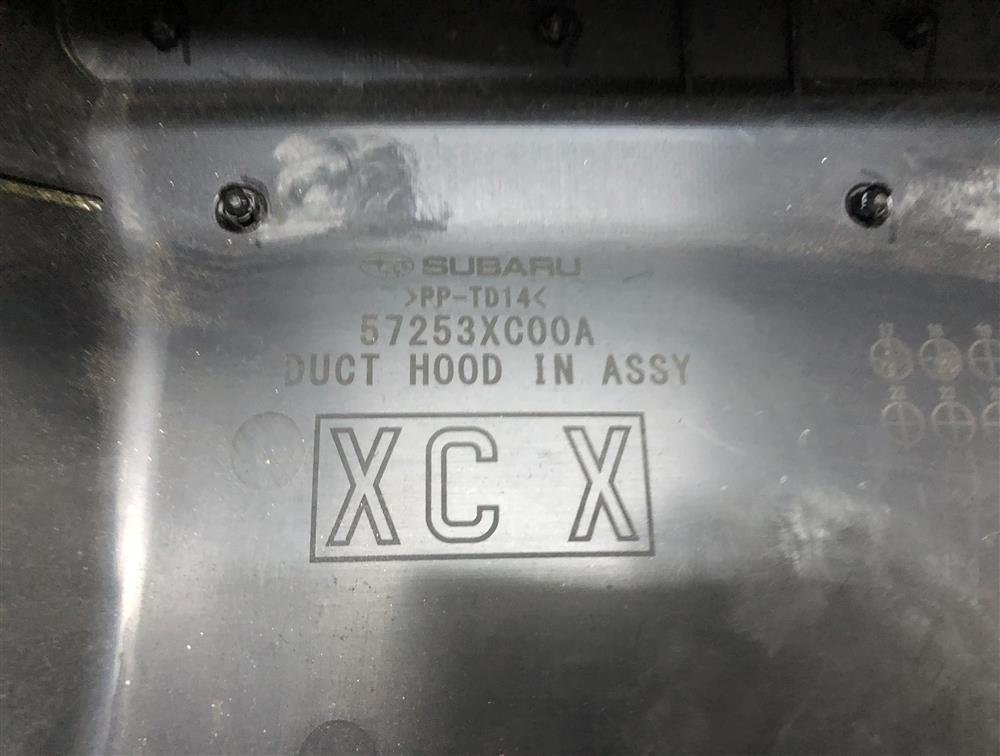 SUBARU
>PP-TD14<
57253XC00A
DUCT HOOD IN ASSY
XC X